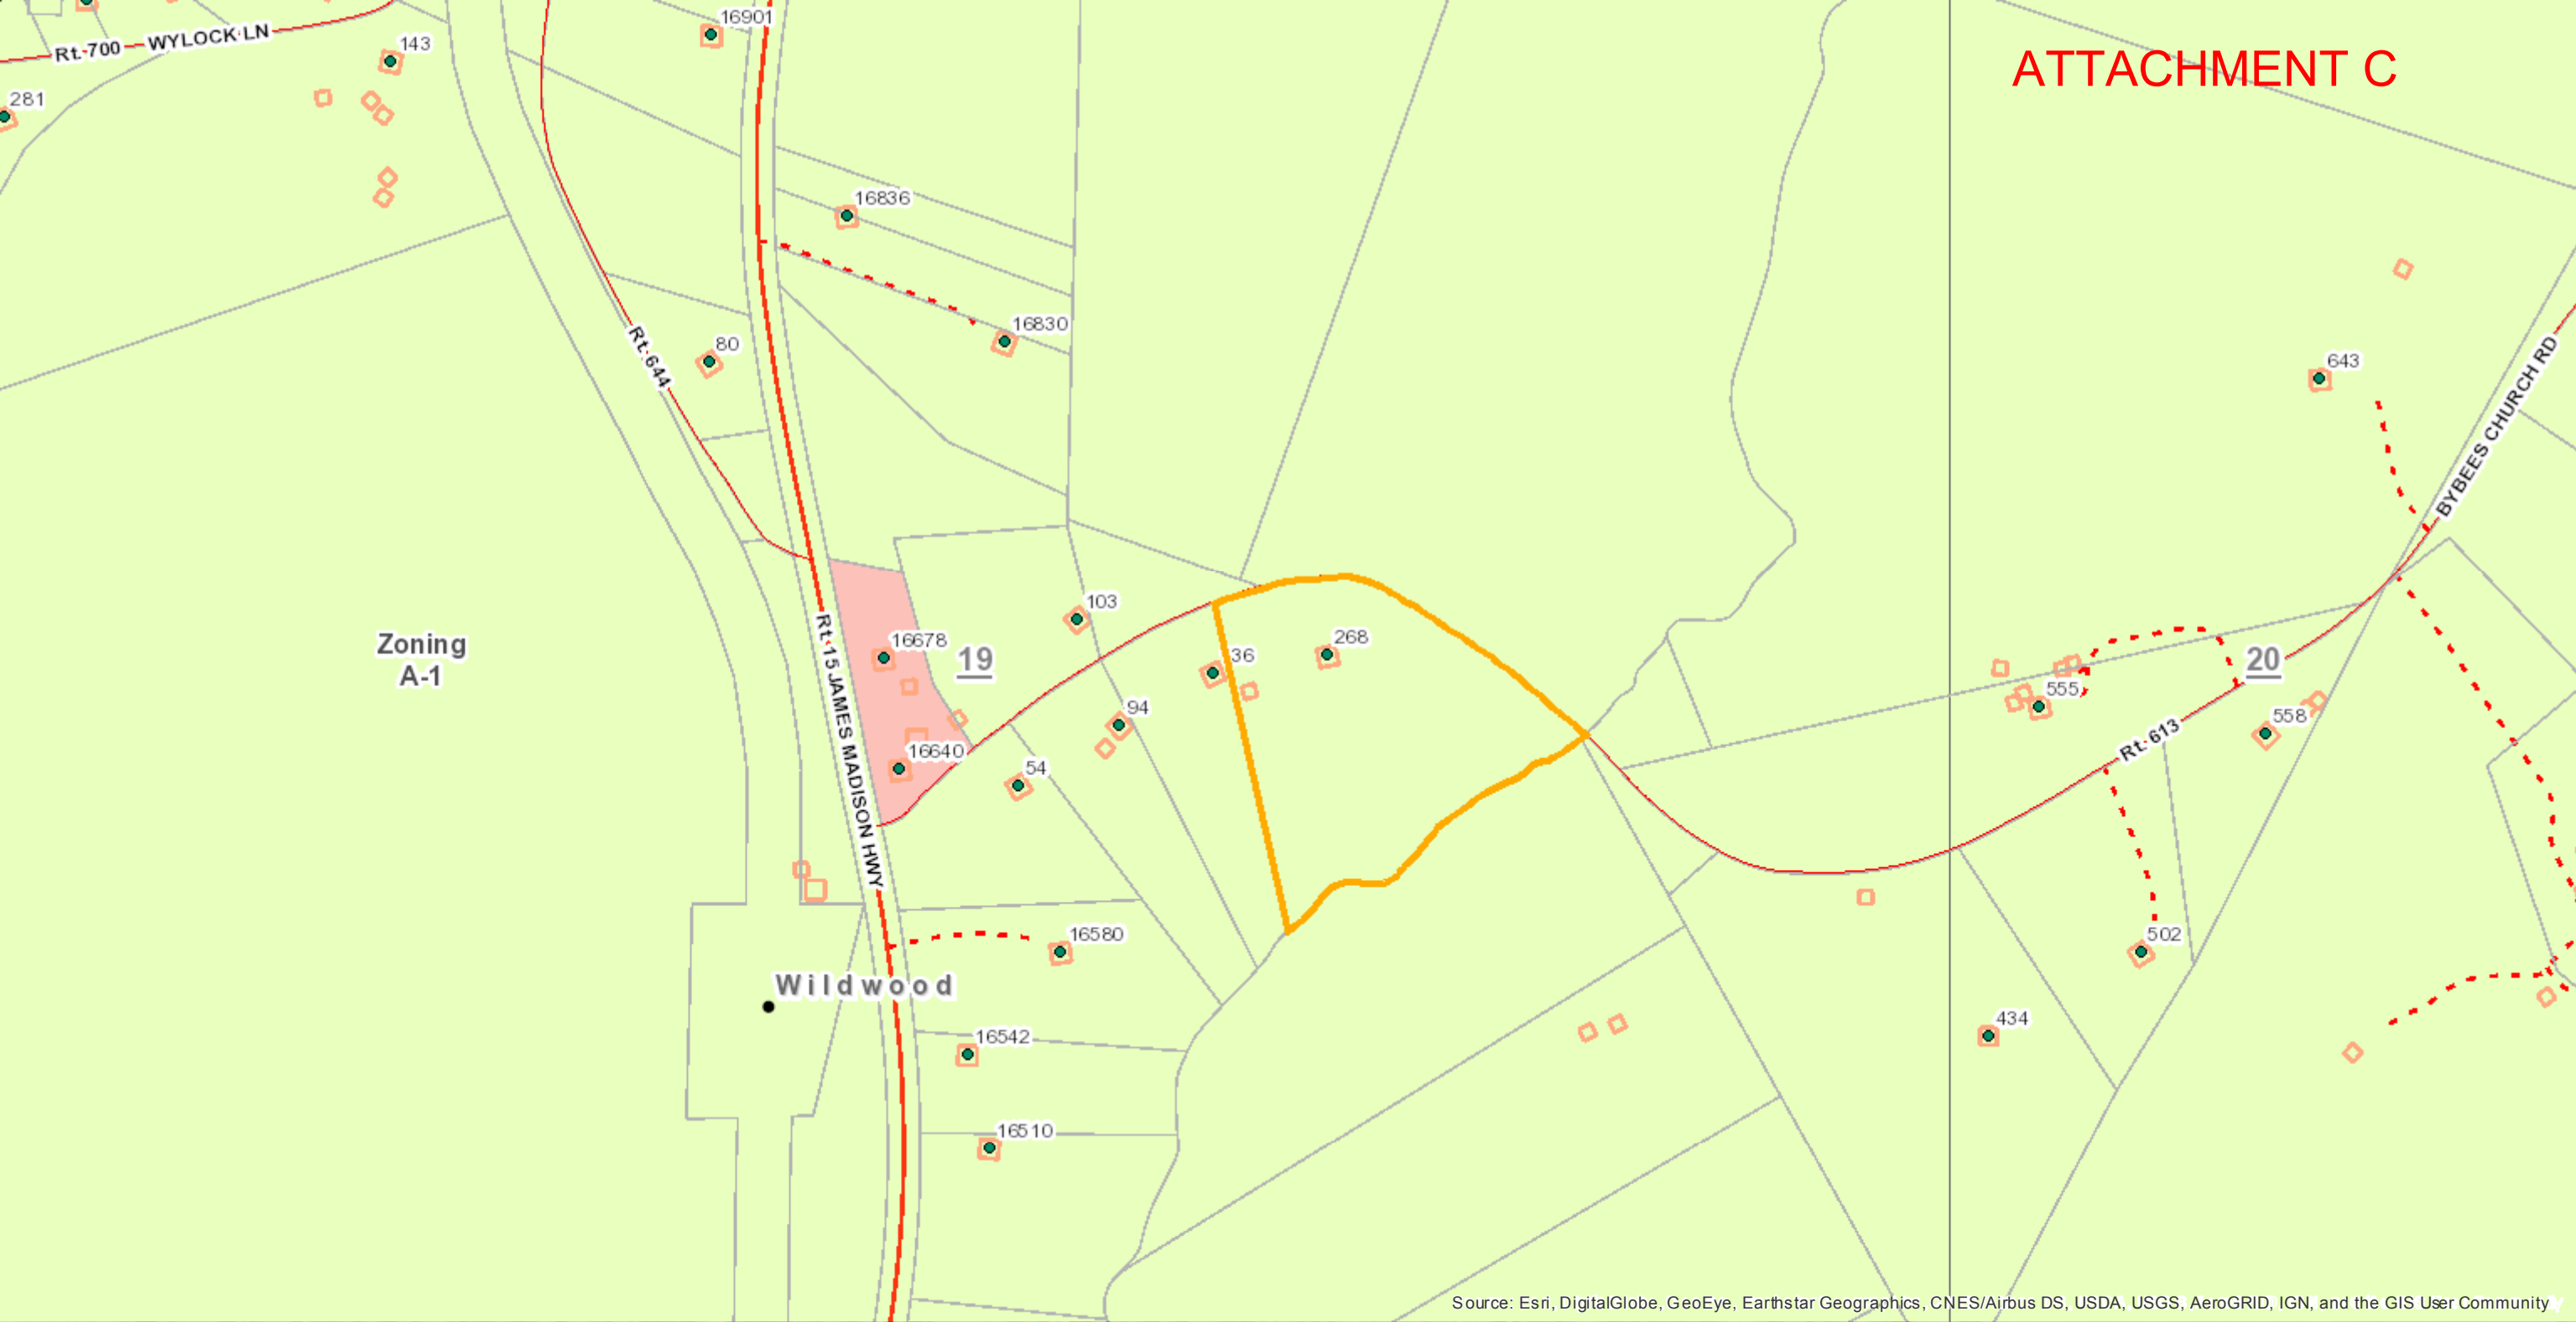 16901
ATTACHMENT C
Rt. 700
WYLOCK LN
143
281
16836
16830
Rt. 644
80
643
BYBEES CHURCH RD
103
Zoning
A-1
16678
19
36
268
20
Rt. 15 JAMES MADISON HWY
94
555
558
Rt. 613
16640
54
16580
502
Wildwood
16542
434
16510
Source: Esri, DigitalGlobe, GeoEye, Earthstar Geographics, CNES/Airbus DS, USDA, USGS, AeroGRID, IGN, and the GIS User Community